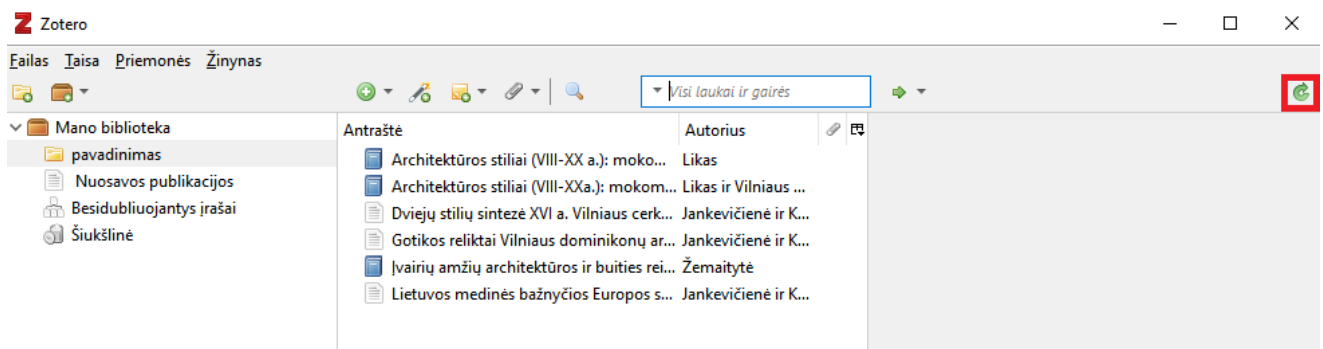 Zotero
Failas Taisa Priemonės Žinynas
Visi laukai ir gairės
Mano biblioteka
pavadinimas
Nuosavos publikacijos
Besidubliuojantys įrašai
Šiukšlinė
Antraštė Autorius
Architektūros stiliai (VIII-XX a.): moko... Likas
Architektūros stiliai (VIII-XXa.): mokom... Likas ir Vilniaus ...
Dviejų stilių sintezė XVI a. Vilniaus cerk... Jankevičienė ir K...
Gotikos reliktai Vilniaus dominikonų ar... Jankevičienė ir K...
Įvairių amžių architektūros ir buities rei... Žemaitytė
Lietuvos medinės bažnyčios Europos s... Jankevičienė ir K...